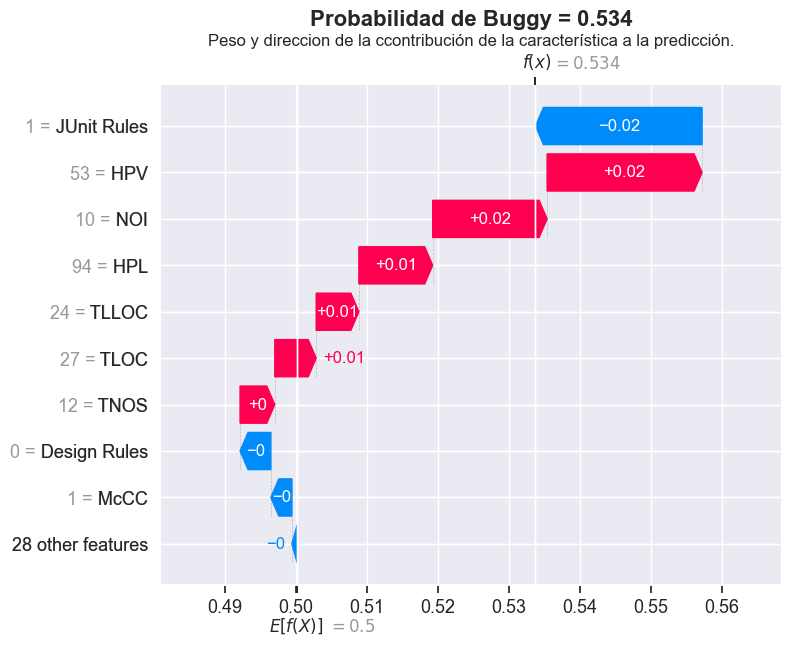 Probabilidad de Buggy = 0.534
Peso y direccion de la ccontribución de la característica a la predicción.
f(x) = 0.534
1 = JUnit Rules
−0.02
53 = HPV
+0.02
10 = NOI
+0.02
94 = HPL
+0.01
24 = TLLOC
+0.01
27 = TLOC
+0.01
12 = TNOS
+0
0 = Design Rules
−0
1 = McCC
−0
28 other features
−0
0.49 0.50 0.51 0.52 0.53 0.54 0.55 0.56
E[f(X)] = 0.5